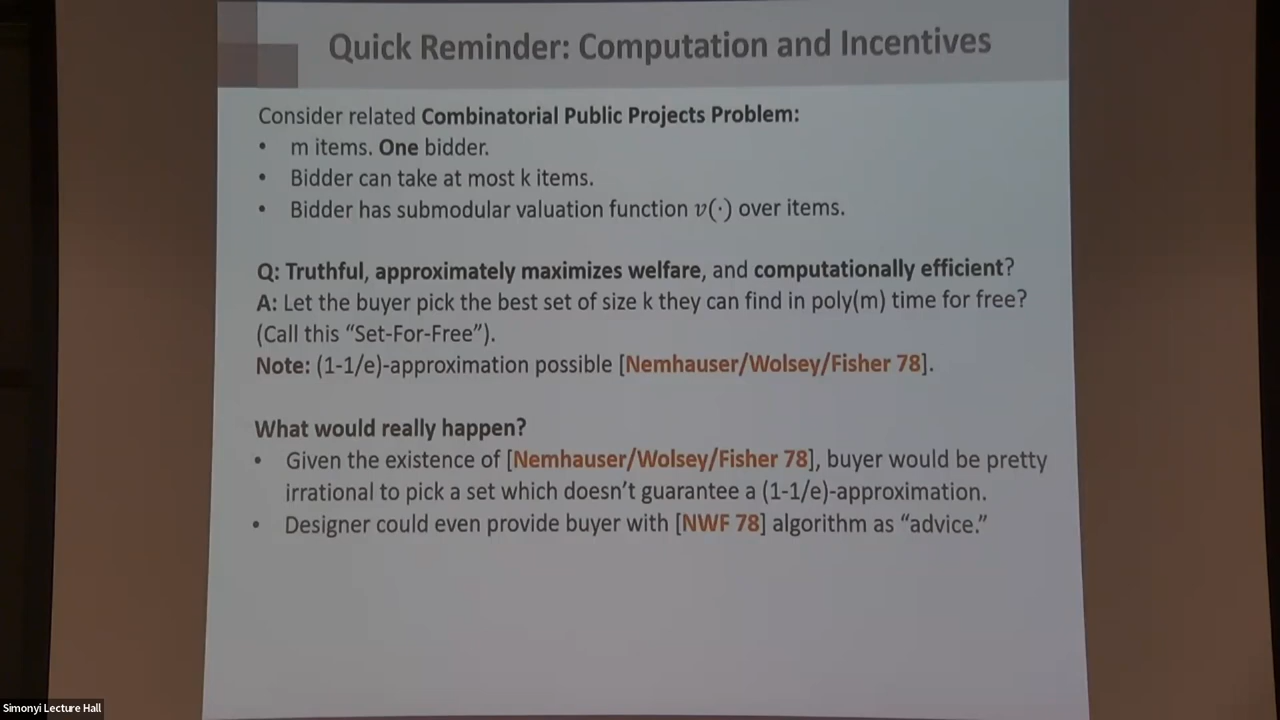 Quick Reminder: Computation and Incentives
Consider related Combinatorial Public Projects Problem:
• m items. One bidder.
• Bidder can take at most k items.
• Bidder has submodular valuation function v(·) over items.
Q: Truthful, approximately maximizes welfare, and computationally efficient?
A: Let the buyer pick the best set of size k they can find in poly(m) time for free?
(Call this “Set-For-Free”).
Note: (1-1/e)-approximation possible [Nemhauser/Wolsey/Fisher 78].
What would really happen?
• Given the existence of [Nemhauser/Wolsey/Fisher 78], buyer would be pretty
irrational to pick a set which doesn’t guarantee a (1-1/e)-approximation.
• Designer could even provide buyer with [NWF 78] algorithm as “advice.”
Simonyi Lecture Hall